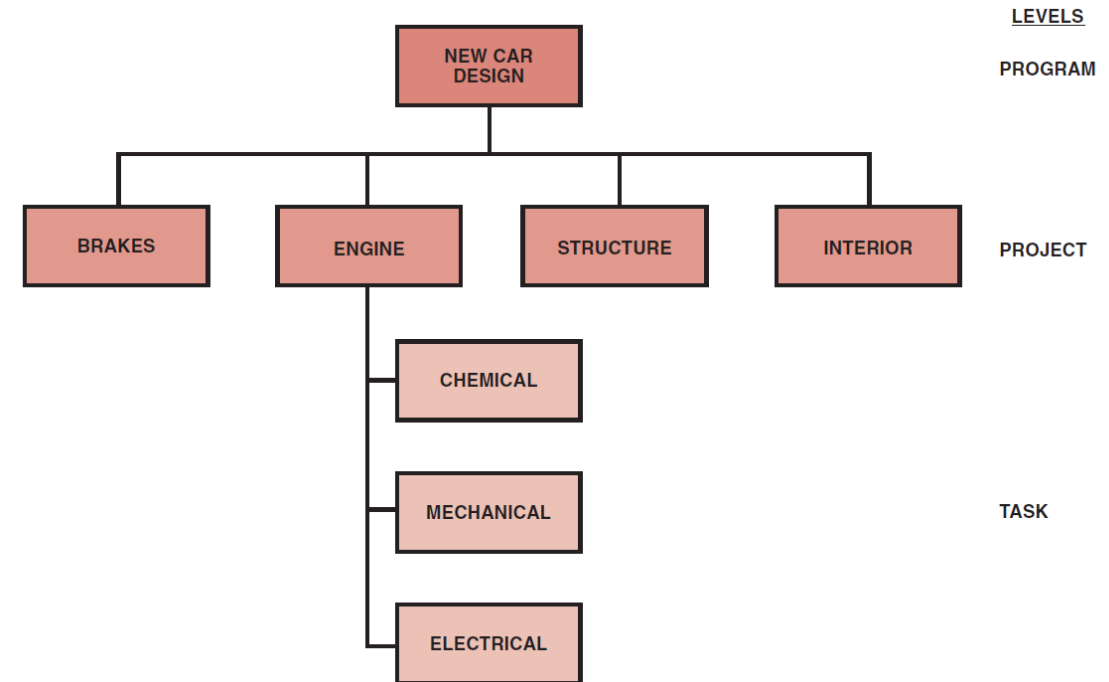 LEVELS
NEW CAR
DESIGN
PROGRAM
BRAKES
ENGINE
STRUCTURE
INTERIOR
PROJECT
CHEMICAL
MECHANICAL
TASK
ELECTRICAL